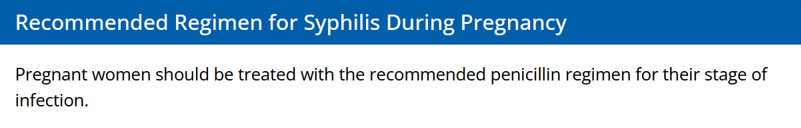 Recommended Regimen for Syphilis During Pregnancy
Pregnant women should be treated with the recommended penicillin regimen for their stage of
infection.